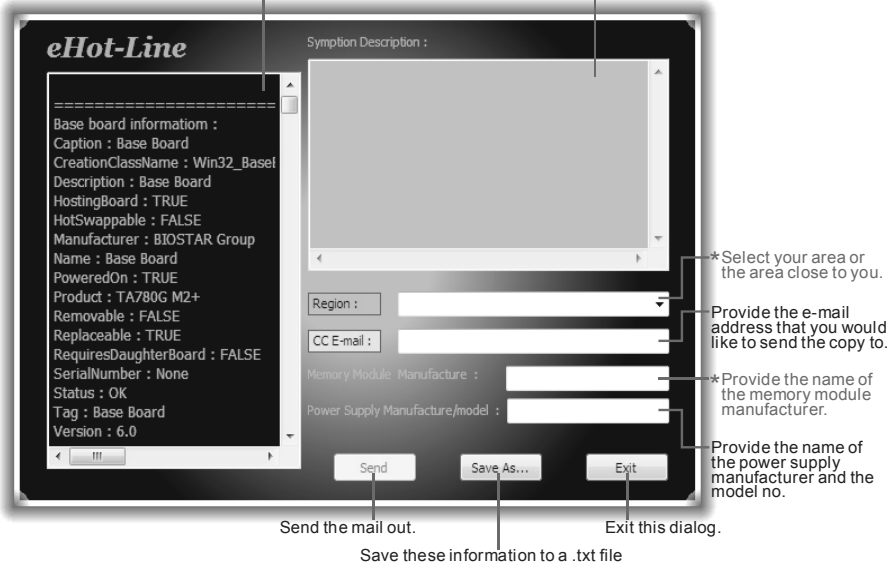 eHot-Line
Symption Description :
========================
Base board informatiom :
Caption : Base Board
CreationClassName : Win32_BaseB
Description : Base Board
HostingBoard : TRUE
HotSwappable : FALSE
Manufacturer : BIOSTAR Group
Name : Base Board
PoweredOn : TRUE
Product : TA780G M2+
Removable : FALSE
Replaceable : TRUE
RequiresDaughterBoard : FALSE
SerialNumber : None
Status : OK
Tag : Base Board
Version : 6.0
Region :
CC E-mail :
Memory Module Manufacture :
Power Supply Manufacture/model :
Send
Save As...
Exit
*Select your area or
the area close to you.
Provide the e-mail
address that you would
like to send the copy to.
*Provide the name of
the memory module
manufacturer.
Provide the name of
the power supply
manufacturer and the
model no.
Send the mail out.
Exit this dialog.
Save these information to a .txt file